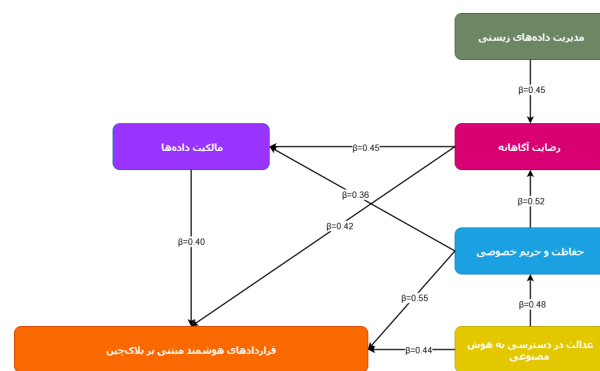 مدیریت داده‌های زیستی
β=0.45
مالکیت داده‌ها
β=0.45
رضایت آگاهانه
β=0.36
β=0.52
β=0.42
β=0.40
حفاظت و حریم خصوصی
β=0.55
β=0.48
قراردادهای هوشمند مبتنی بر بلاکچین
β=0.44
عدالت در دسترسی به هوش
مصنوعی